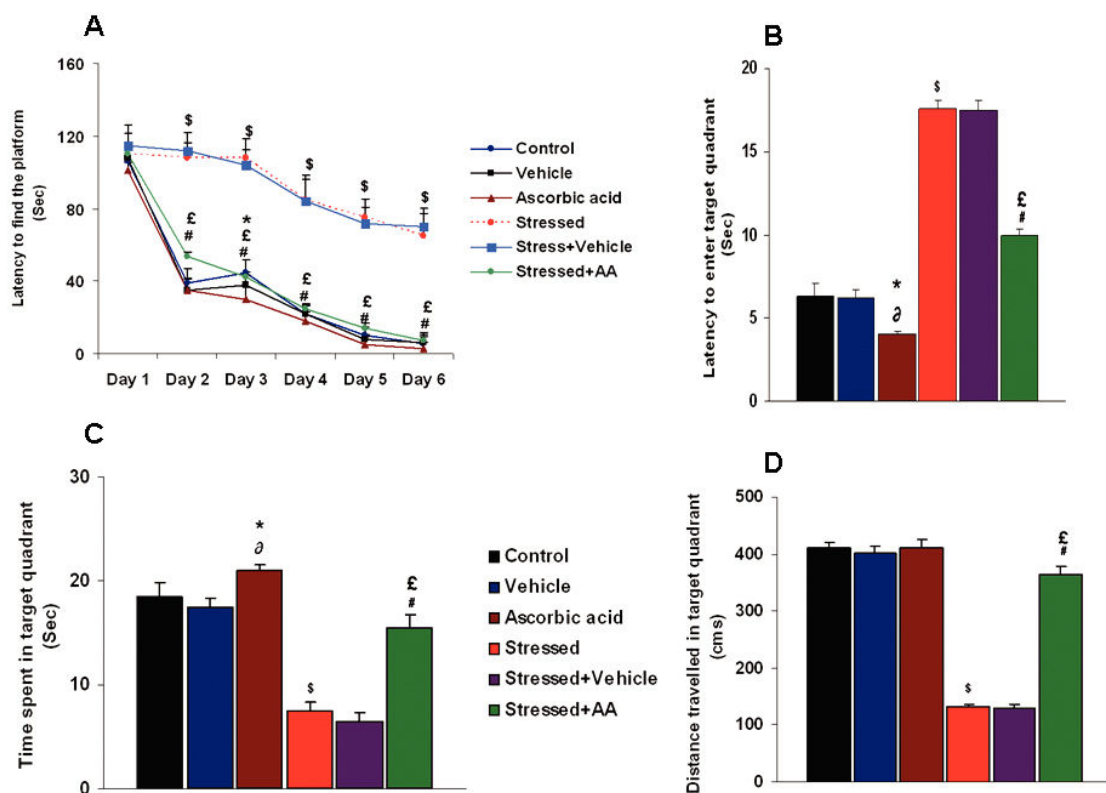 A
Latency to find the platform
(Sec)
160
120
80
40
0
$
$
$
$
$
£
#
*
£
#
£
#
£
#
£
#
Day 1 Day 2 Day 3 Day 4 Day 5 Day 6
Control
Vehicle
Ascorbic acid
Stressed
Stress+Vehicle
Stressed+AA
B
Latency to enter target quadrant
(Sec)
20
15
10
5
0
*
∂
$
£
#
C
Time spent in target quadrant
(Sec)
30
20
10
0
*
∂
$
£
#
Control
Vehicle
Ascorbic acid
Stressed
Stressed+Vehicle
Stressed+AA
D
Distance travelled in target quadrant
(cms)
500
400
300
200
100
0
$
£
#